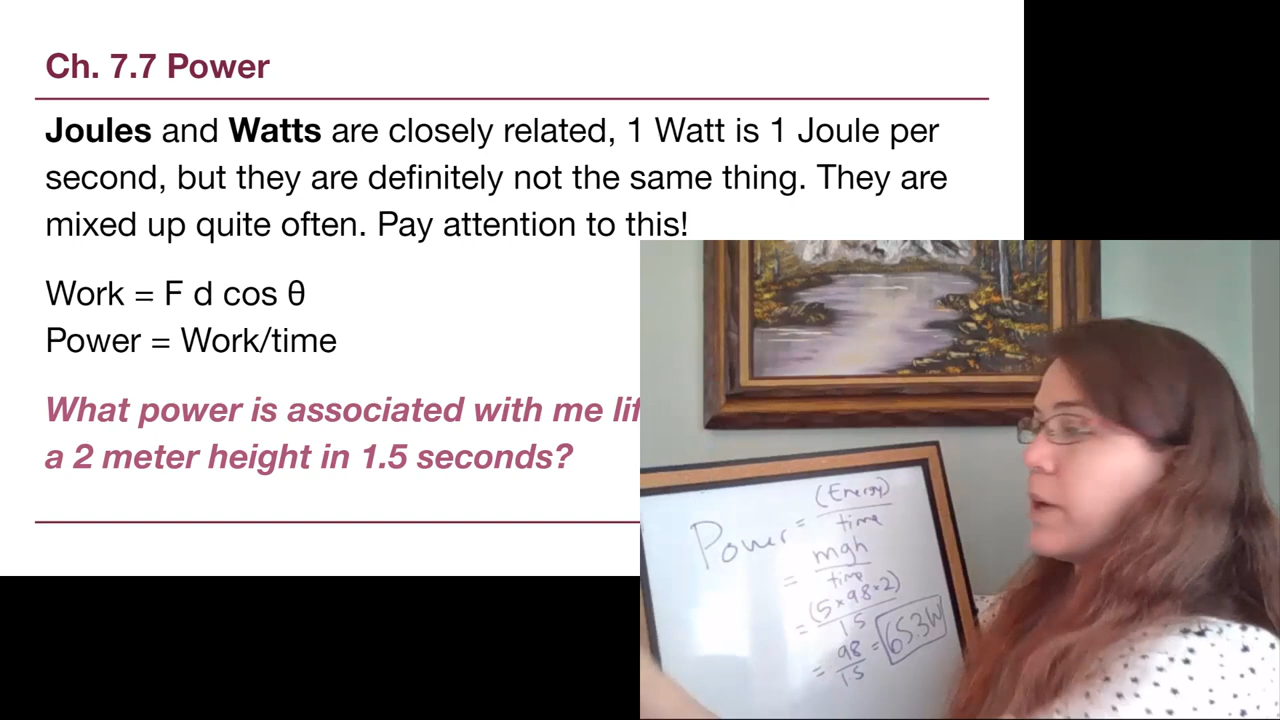 Ch. 7.7 Power
Joules and Watts are closely related, 1 Watt is 1 Joule per
second, but they are definitely not the same thing. They are
mixed up quite often. Pay attention to this!
Work = F d cos θ
Power = Work/time
What power is associated with me lif
a 2 meter height in 1.5 seconds?
Power = (Energy)
time
= mgh
time
= (5×9.8×2)
1.5
= 98
1.5
= 65.3W